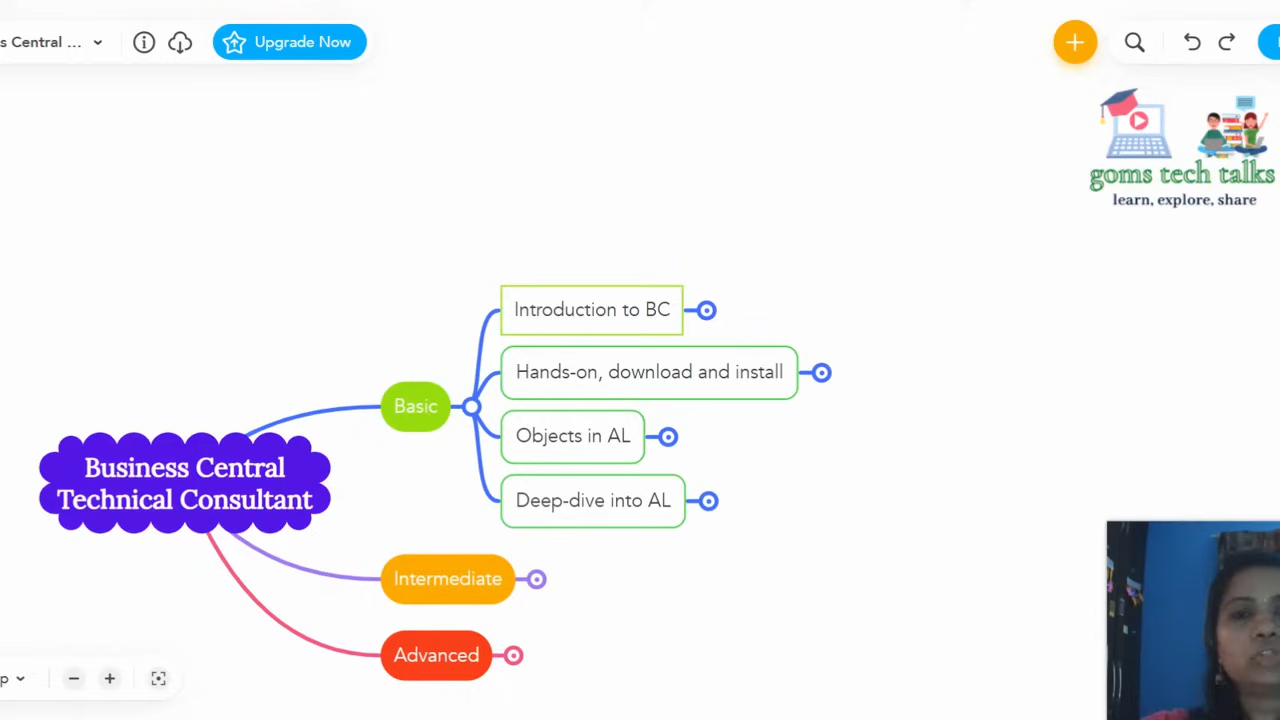 s Central ...
Upgrade Now
goms tech talks
learn, explore, share
Introduction to BC
Hands-on, download and install
Basic
Objects in AL
Business Central
Technical Consultant
Deep-dive into AL
Intermediate
Advanced
p